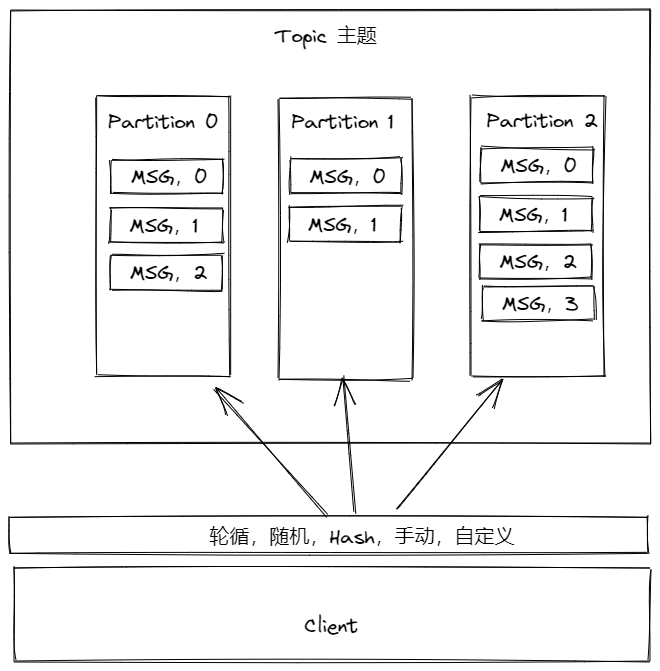 Topic 主题
Partition 0
MSG, 0
MSG, 1
MSG, 2
Partition 1
MSG, 0
MSG, 1
Partition 2
MSG, 0
MSG, 1
MSG, 2
MSG, 3
轮循，随机，Hash，手动，自定义
Client